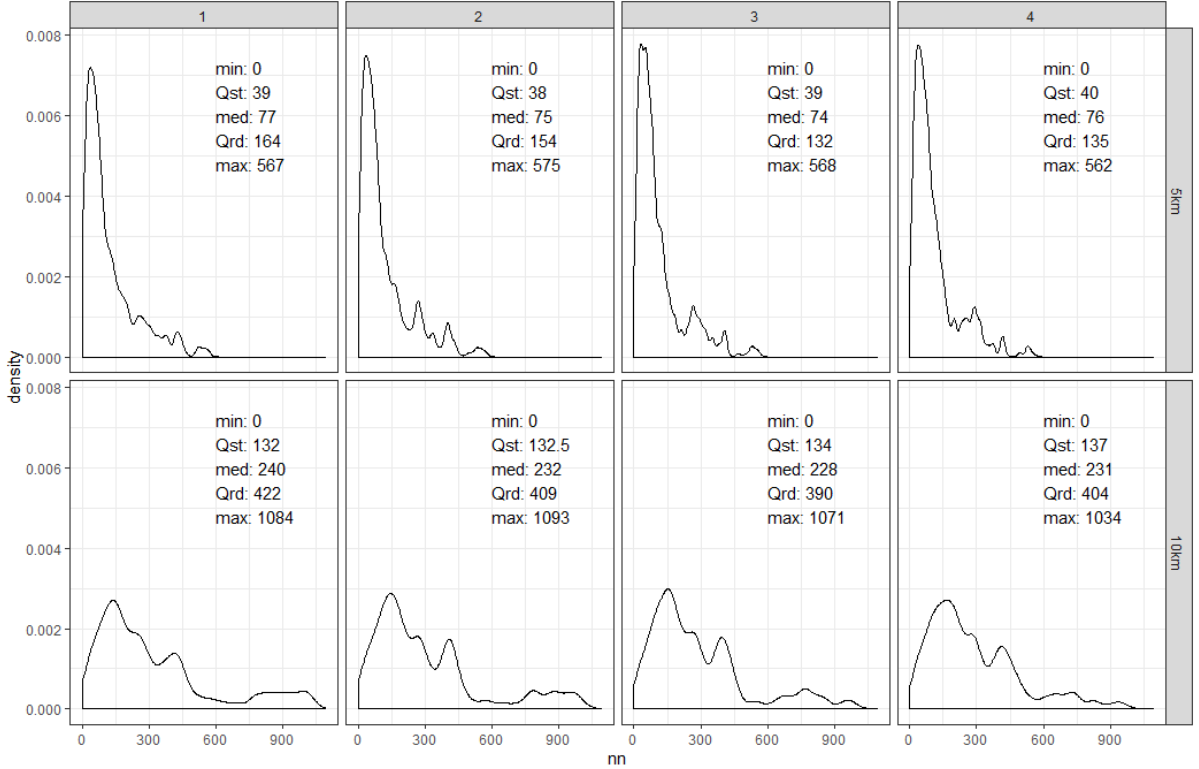 1 2 3 4
0.008
0.006
0.004
0.002
0.000
min: 0
Qst: 39
med: 77
Qrd: 164
max: 567
min: 0
Qst: 38
med: 75
Qrd: 154
max: 575
min: 0
Qst: 39
med: 74
Qrd: 132
max: 568
min: 0
Qst: 40
med: 76
Qrd: 135
max: 562
5km
density
0.008
0.006
0.004
0.002
0.000
min: 0
Qst: 132
med: 240
Qrd: 422
max: 1084
min: 0
Qst: 132.5
med: 232
Qrd: 409
max: 1093
min: 0
Qst: 134
med: 228
Qrd: 390
max: 1071
min: 0
Qst: 137
med: 231
Qrd: 404
max: 1034
10km
0 300 600 900 0 300 600 900 0 300 600 900 0 300 600 900
nn